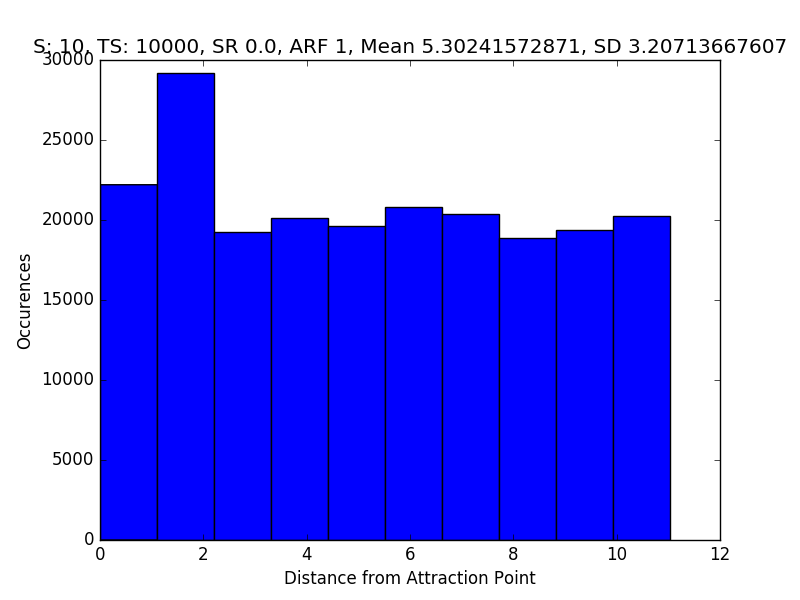 S: 10, TS: 10000, SR 0.0, ARF 1, Mean 5.30241572871, SD 3.20713667607
30000
25000
20000
15000
10000
5000
0
Occurences
0 2 4 6 8 10 12
Distance from Attraction Point